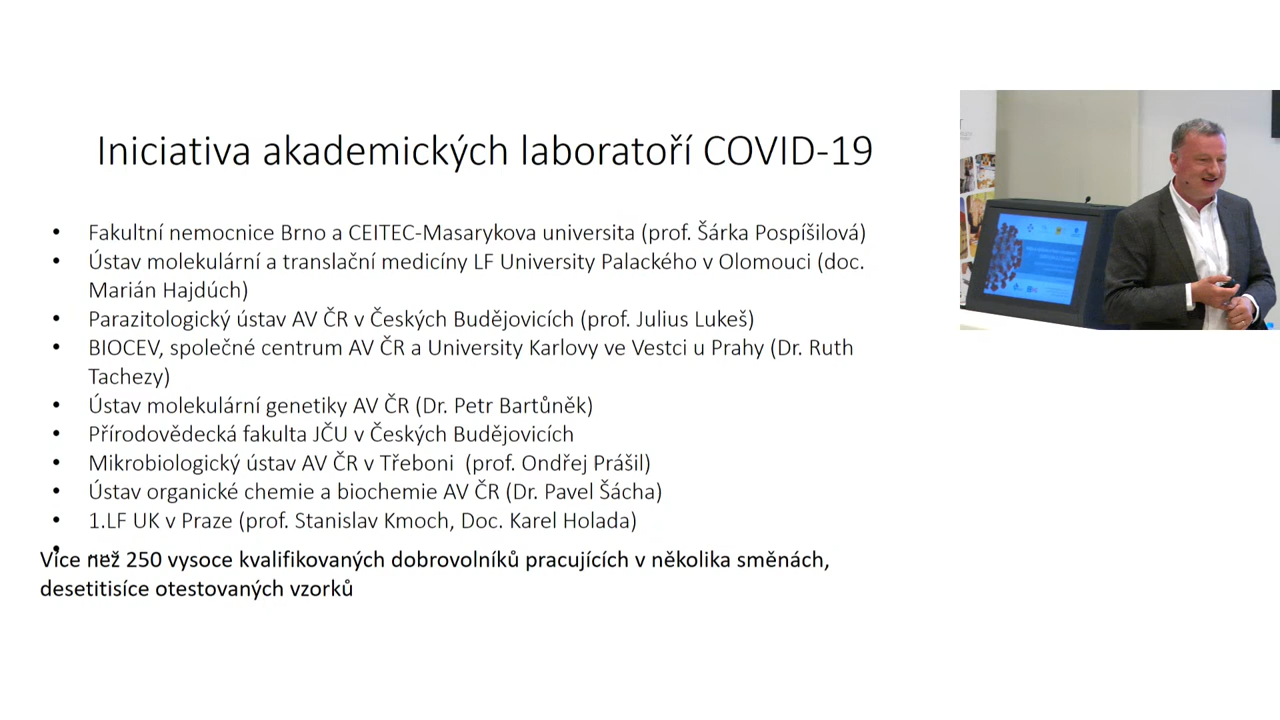 Iniciativa akademických laboratoří COVID-19
• Fakultní nemocnice Brno a CEITEC-Masarykova universita (prof. Šárka Pospíšilová)
• Ústav molekulární a translační medicíny LF University Palackého v Olomouci (doc.
Marián Hajdúch)
• Parazitologický ústav AV ČR v Českých Budějovicích (prof. Julius Lukeš)
• BIOCEV, společné centrum AV ČR a University Karlovy ve Vestci u Prahy (Dr. Ruth
Tachezy)
• Ústav molekulární genetiky AV ČR (Dr. Petr Bartůněk)
• Přírodovědecká fakulta JČU v Českých Budějovicích
• Mikrobiologický ústav AV ČR v Třeboni (prof. Ondřej Prášil)
• Ústav organické chemie a biochemie AV ČR (Dr. Pavel Šácha)
• 1.LF UK v Praze (prof. Stanislav Kmoch, Doc. Karel Holada)
Více než 250 vysoce kvalifikovaných dobrovolníků pracujících v několika směnách,
desetitisíce otestovaných vzorků